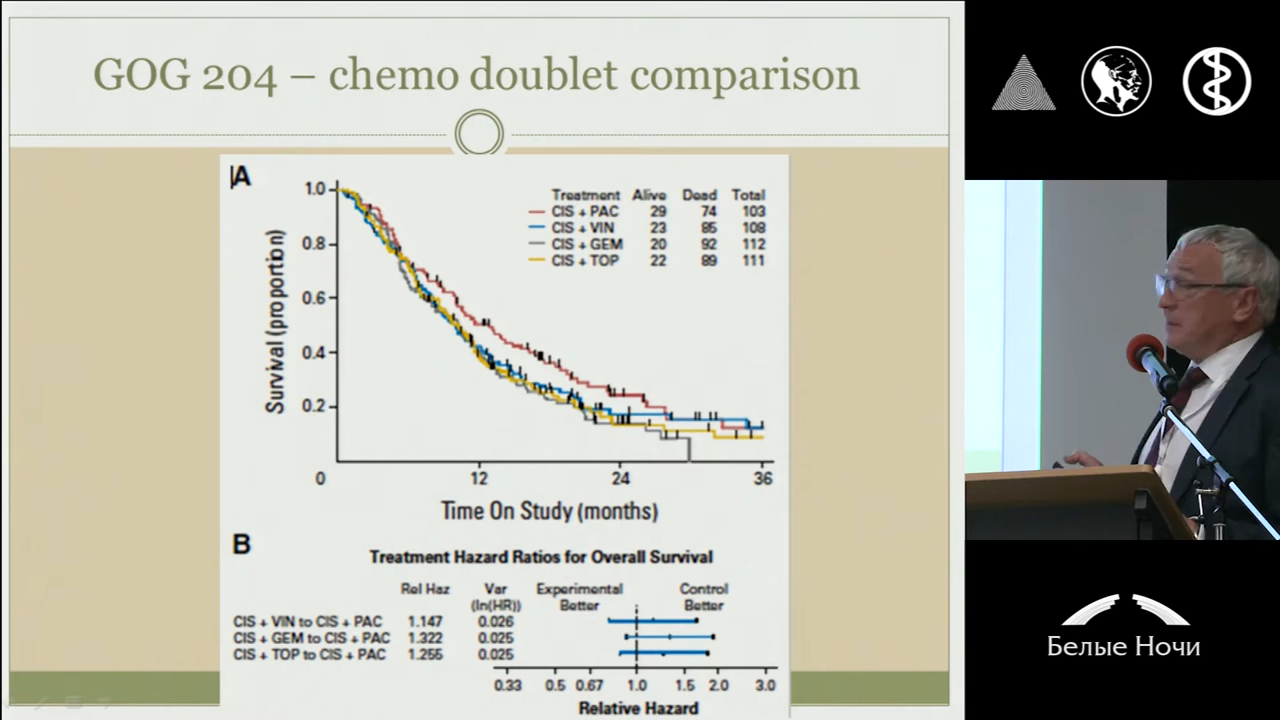 GOG 204 – chemo doublet comparison
A
Treatment Alive Dead Total
CIS + PAC 29 74 103
CIS + VIN 23 85 108
CIS + GEM 20 92 112
CIS + TOP 22 89 111
Survival (proportion)
1.0
0.8
0.6
0.4
0.2
0 12 24 36
Time On Study (months)
B
Treatment Hazard Ratios for Overall Survival
Rel Haz Var (ln(HR)) Experimental Better Control Better
CIS + VIN to CIS + PAC 1.147 0.026
CIS + GEM to CIS + PAC 1.322 0.025
CIS + TOP to CIS + PAC 1.255 0.025
0.33 0.5 0.67 1.0 1.5 2.0 3.0
Relative Hazard
Белые Ночи